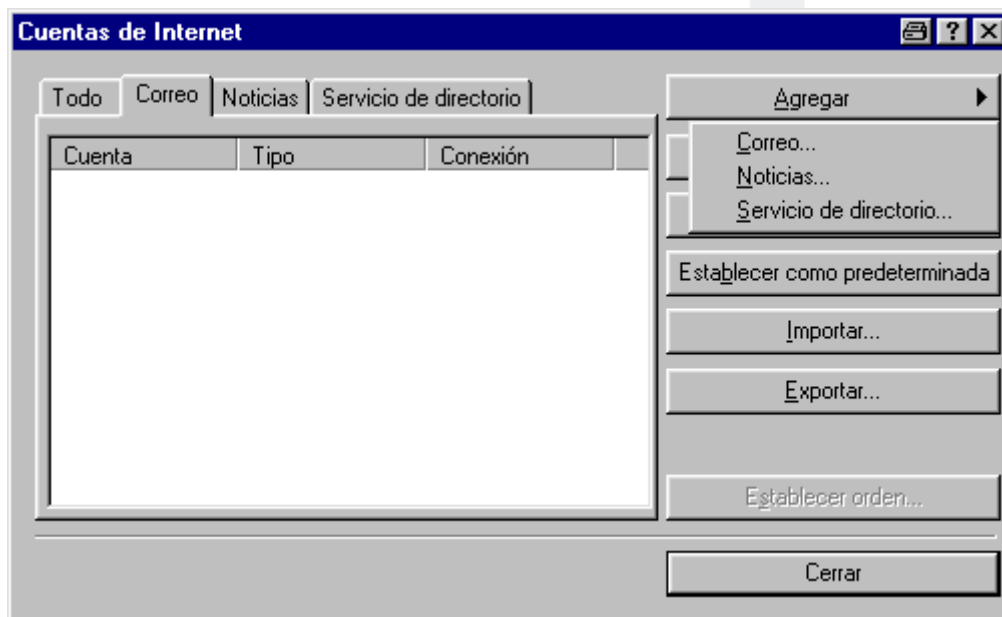 Cuentas de Internet
Todo Correo Noticias Servicio de directorio
Cuenta Tipo Conexión
Agregar
Correo...
Noticias...
Servicio de directorio...
Establecer como predeterminada
Importar...
Exportar...
Establecer orden...
Cerrar